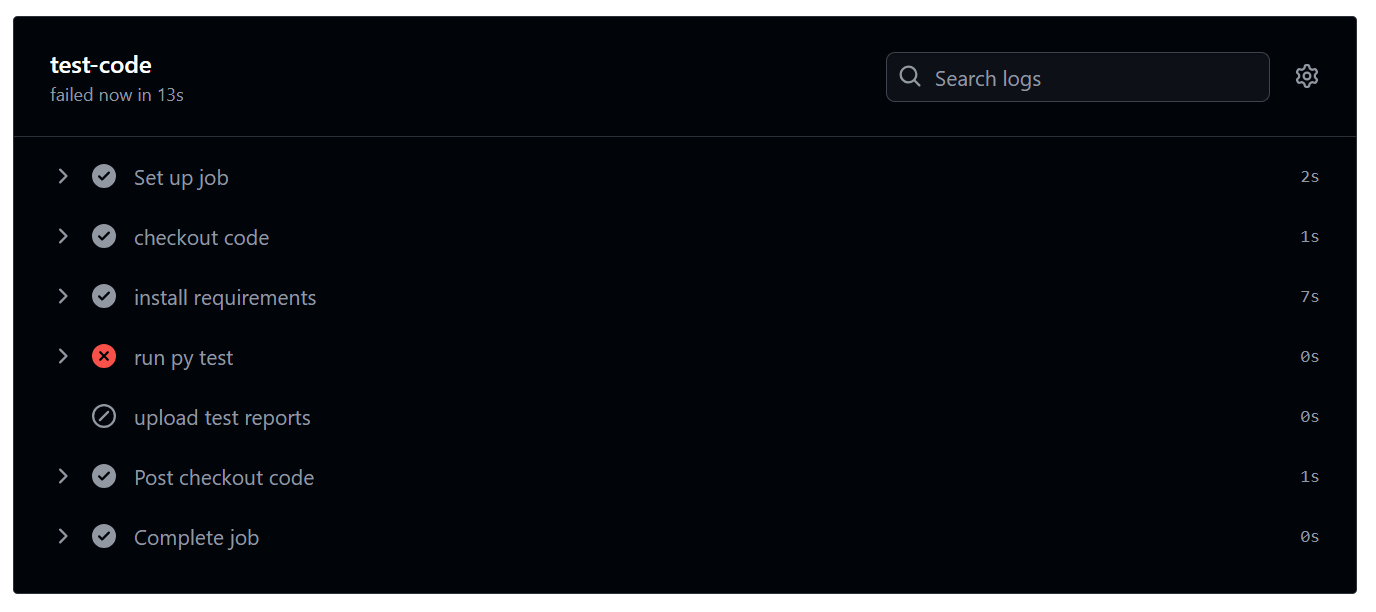 test-code
failed now in 13s
Search logs
Set up job 2s
checkout code 1s
install requirements 7s
run py test 0s
upload test reports 0s
Post checkout code 1s
Complete job 0s